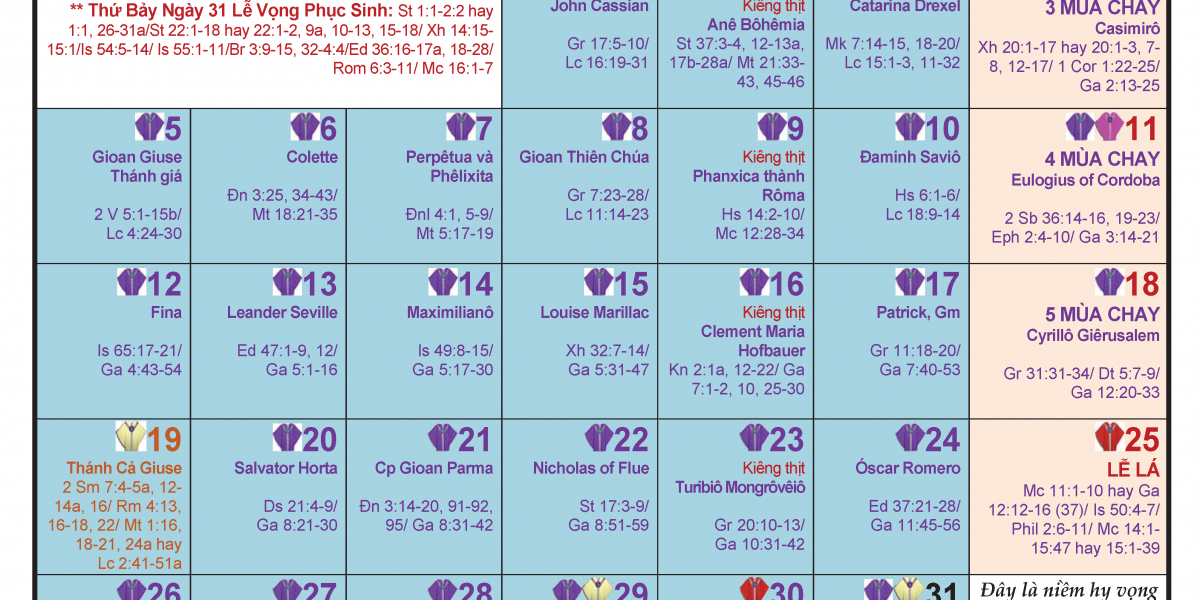 ** Thứ Bảy Ngày 31 Lễ Vọng Phục Sinh: St 1:1-2:2 hay
1:1, 26-31a/St 22:1-18 hay 22:1-2, 9a, 10-13, 15-18/ Xh 14:15-
15:1/Is 54:5-14/ Is 55:1-11/Br 3:9-15, 32-4:4/Ed 36:16-17a, 18-28/
Rom 6:3-11/ Mc 16:1-7
John Cassian
Gr 17:5-10/
Lc 16:19-31
Kiêng thịt
Anê Bôhêmia
St 37:3-4, 12-13a,
17b-28a/ Mt 21:33-
43, 45-46
Catarina Drexel
Mk 7:14-15, 18-20/
Lc 15:1-3, 11-32
3 MÙA CHAY
Casimirô
Xh 20:1-17 hay 20:1-3, 7-
8, 12-17/ 1 Cor 1:22-25/
Ga 2:13-25
5
Gioan Giuse
Thánh giá
2 V 5:1-15b/
Lc 4:24-30
6
Colette
Đn 3:25, 34-43/
Mt 18:21-35
7
Perpêtua và
Phêlixita
Đnl 4:1, 5-9/
Mt 5:17-19
8
Gioan Thiên Chúa
Gr 7:23-28/
Lc 11:14-23
9
Kiêng thịt
Phanxica thành
Rôma
Hs 14:2-10/
Mc 12:28-34
10
Đaminh Saviô
Hs 6:1-6/
Lc 18:9-14
11
4 MÙA CHAY
Eulogius of Cordoba
2 Sb 36:14-16, 19-23/
Eph 2:4-10/ Ga 3:14-21
12
Fina
Is 65:17-21/
Ga 4:43-54
13
Leander Seville
Ed 47:1-9, 12/
Ga 5:1-16
14
Maximilianô
Is 49:8-15/
Ga 5:17-30
15
Louise Marillac
Xh 32:7-14/
Ga 5:31-47
16
Kiêng thịt
Clement Maria
Hofbauer
Kn 2:1a, 12-22/ Ga
7:1-2, 10, 25-30
17
Patrick, Gm
Gr 11:18-20/
Ga 7:40-53
18
5 MÙA CHAY
Cyrillô Giêrusalem
Gr 31:31-34/ Dt 5:7-9/
Ga 12:20-33
19
Thánh Cả Giuse
2 Sm 7:4-5a, 12-
14a, 16/ Rm 4:13,
16-18, 22/ Mt 1:16,
18-21, 24a hay
Lc 2:41-51a
20
Salvator Horta
Ds 21:4-9/
Ga 8:21-30
21
Cp Gioan Parma
Đn 3:14-20, 91-92,
95/ Ga 8:31-42
22
Nicholas of Flue
St 17:3-9/
Ga 8:51-59
23
Kiêng thịt
Turibiô Mongrôvêiô
Gr 20:10-13/
Ga 10:31-42
24
Óscar Romero
Ed 37:21-28/
Ga 11:45-56
25
LỄ LÁ
Mc 11:1-10 hay Ga
12:12-16 (37)/ Is 50:4-7/
Phil 2:6-11/ Mc 14:1-
15:47 hay 15:1-39
26
27
28
29
30
31
Đây là niềm hy vọng